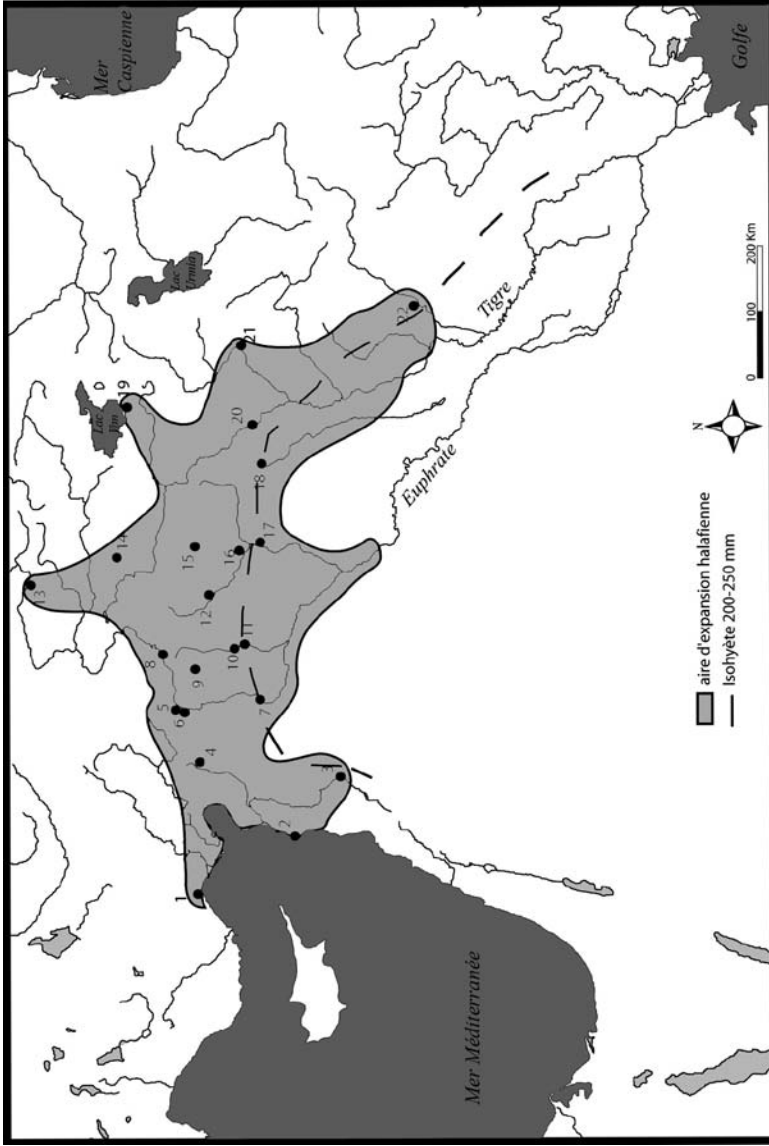 Mer
Caspienne
Lac
Urmia
Lac
Van
13
14
19
21
8
5
6
9
15
20
4
12
16
1
10
11
17
18
7
22
3
2
Tigre
Euphrate
Golfe
Mer Méditerranée
N
0 100 200 Km
aire d'expansion halafienne
Isohyète 200-250 mm